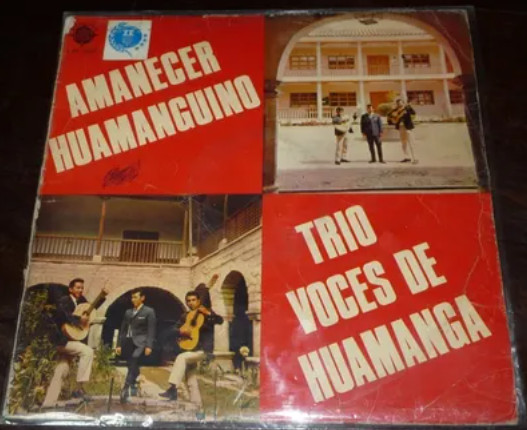 AMANECER
HUAMANGUINO
TRIO
VOCES DE
HUAMANGA